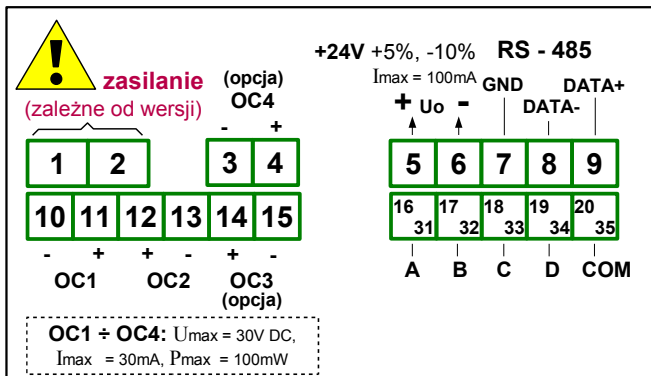 +24V +5%, -10% RS - 485
zasilanie (opcja) Imax = 100mA GND DATA+
(zależne od wersji) OC4 + Uo - DATA-
- +
1 2 3 4 5 6 7 8 9
10 11 12 13 14 15 16 31 17 32 18 33 19 34 20 35
- + + - + - A B C D COM
OC1 OC2 OC3
(opcja)
OC1 ÷ OC4: Umax = 30V DC,
Imax = 30mA, Pmax = 100mW